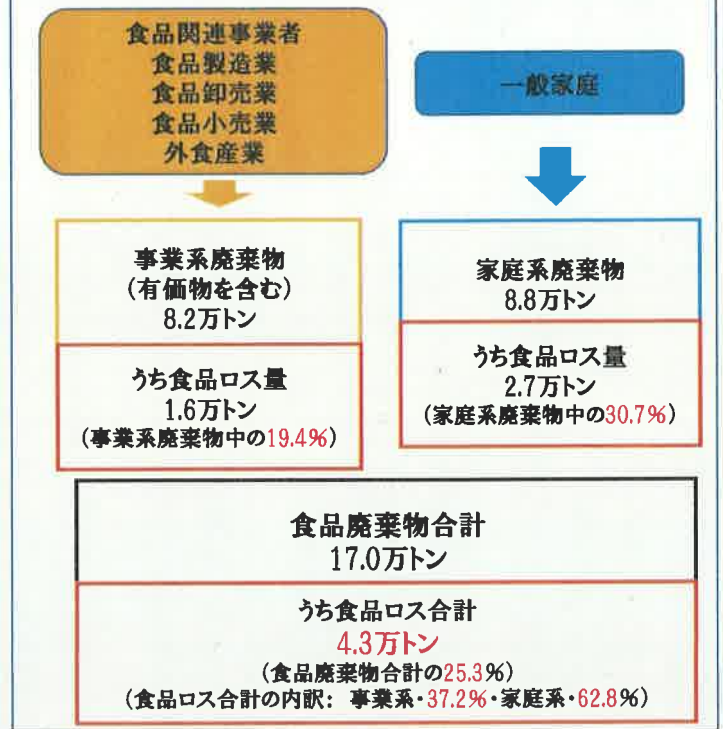 食品関連事業者
食品製造業
食品卸売業
食品小売業
外食産業
一般家庭
事業系廃棄物
(有価物を含む)
8.2万トン
うち食品ロス量
1.6万トン
(事業系廃棄物中の19.4%)
家庭系廃棄物
8.8万トン
うち食品ロス量
2.7万トン
(家庭系廃棄物中の30.7%)
食品廃棄物合計
17.0万トン
うち食品ロス合計
4.3万トン
(食品廃棄物合計の25.3%)
(食品ロス合計の内訳: 事業系・37.2%・家庭系・62.8%)